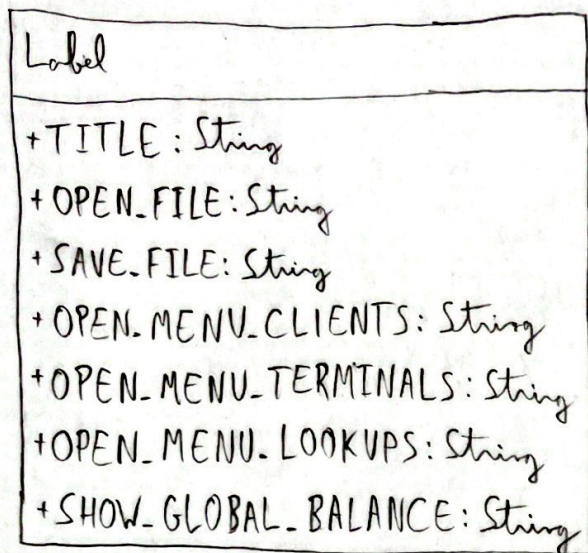 Label
+TITLE: String
+OPEN_FILE: String
+SAVE_FILE: String
+OPEN_MENU_CLIENTS: String
+OPEN_MENU_TERMINALS: String
+OPEN_MENU_LOOKUPS: String
+SHOW_GLOBAL_BALANCE: String